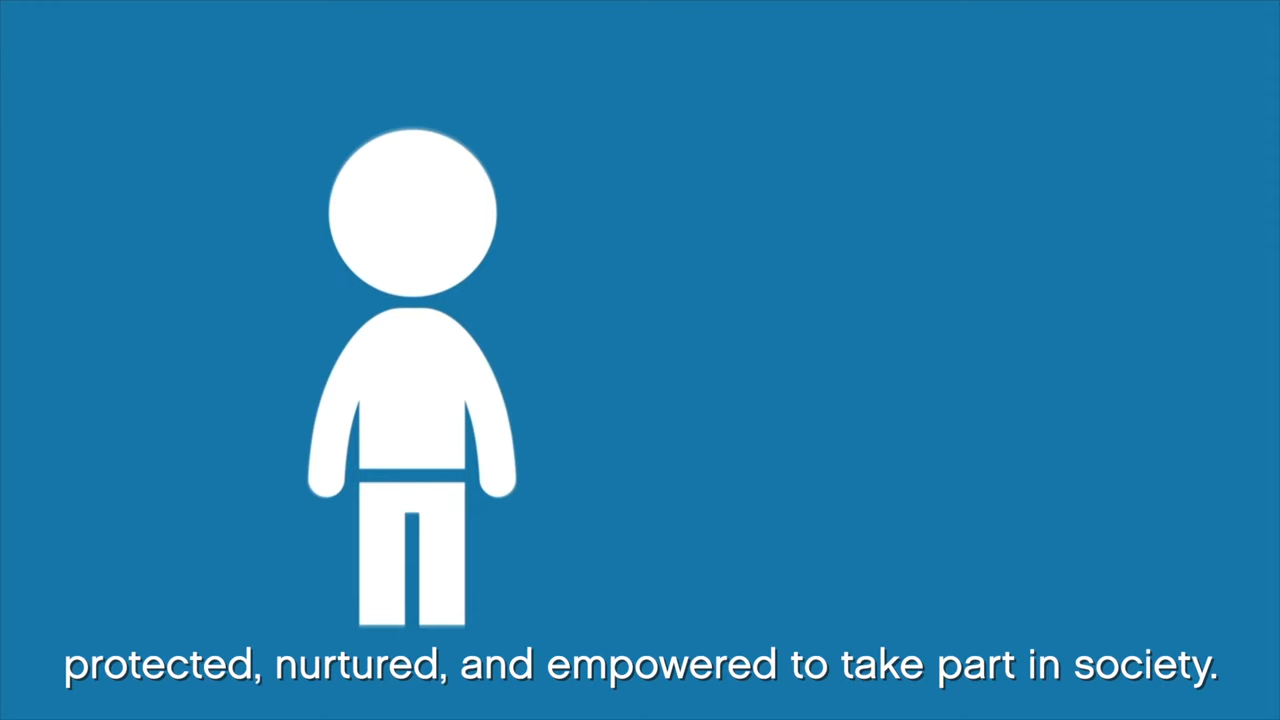 protected, nurtured, and empowered to take part in society.